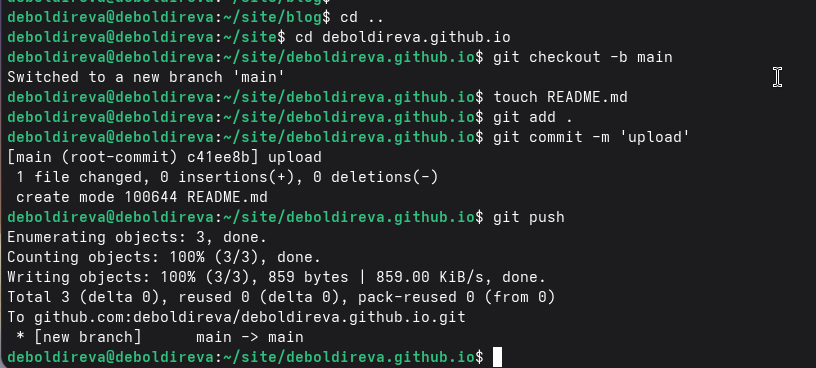 deboldireva@deboldireva:~/site/blog$
deboldireva@deboldireva:~/site/blog$ cd ..
deboldireva@deboldireva:~/site$ cd deboldireva.github.io
deboldireva@deboldireva:~/site/deboldireva.github.io$ git checkout -b main
Switched to a new branch 'main'
deboldireva@deboldireva:~/site/deboldireva.github.io$ touch README.md
deboldireva@deboldireva:~/site/deboldireva.github.io$ git add .
deboldireva@deboldireva:~/site/deboldireva.github.io$ git commit -m 'upload'
[main (root-commit) c41ee8b] upload
 1 file changed, 0 insertions(+), 0 deletions(-)
 create mode 100644 README.md
deboldireva@deboldireva:~/site/deboldireva.github.io$ git push
Enumerating objects: 3, done.
Counting objects: 100% (3/3), done.
Writing objects: 100% (3/3), 859 bytes | 859.00 KiB/s, done.
Total 3 (delta 0), reused 0 (delta 0), pack-reused 0 (from 0)
To github.com:deboldireva/deboldireva.github.io.git
 * [new branch]      main -> main
deboldireva@deboldireva:~/site/deboldireva.github.io$